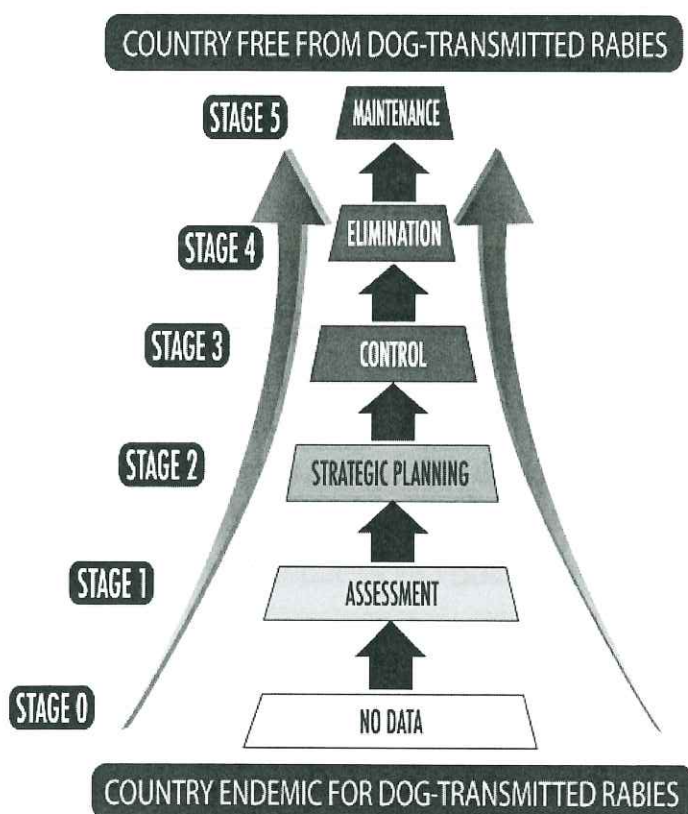 COUNTRY FREE FROM DOG-TRANSMITTED RABIES
STAGE 5
MAINTENANCE
STAGE 4
ELIMINATION
STAGE 3
CONTROL
STAGE 2
STRATEGIC PLANNING
STAGE 1
ASSESSMENT
STAGE 0
NO DATA
COUNTRY ENDEMIC FOR DOG-TRANSMITTED RABIES